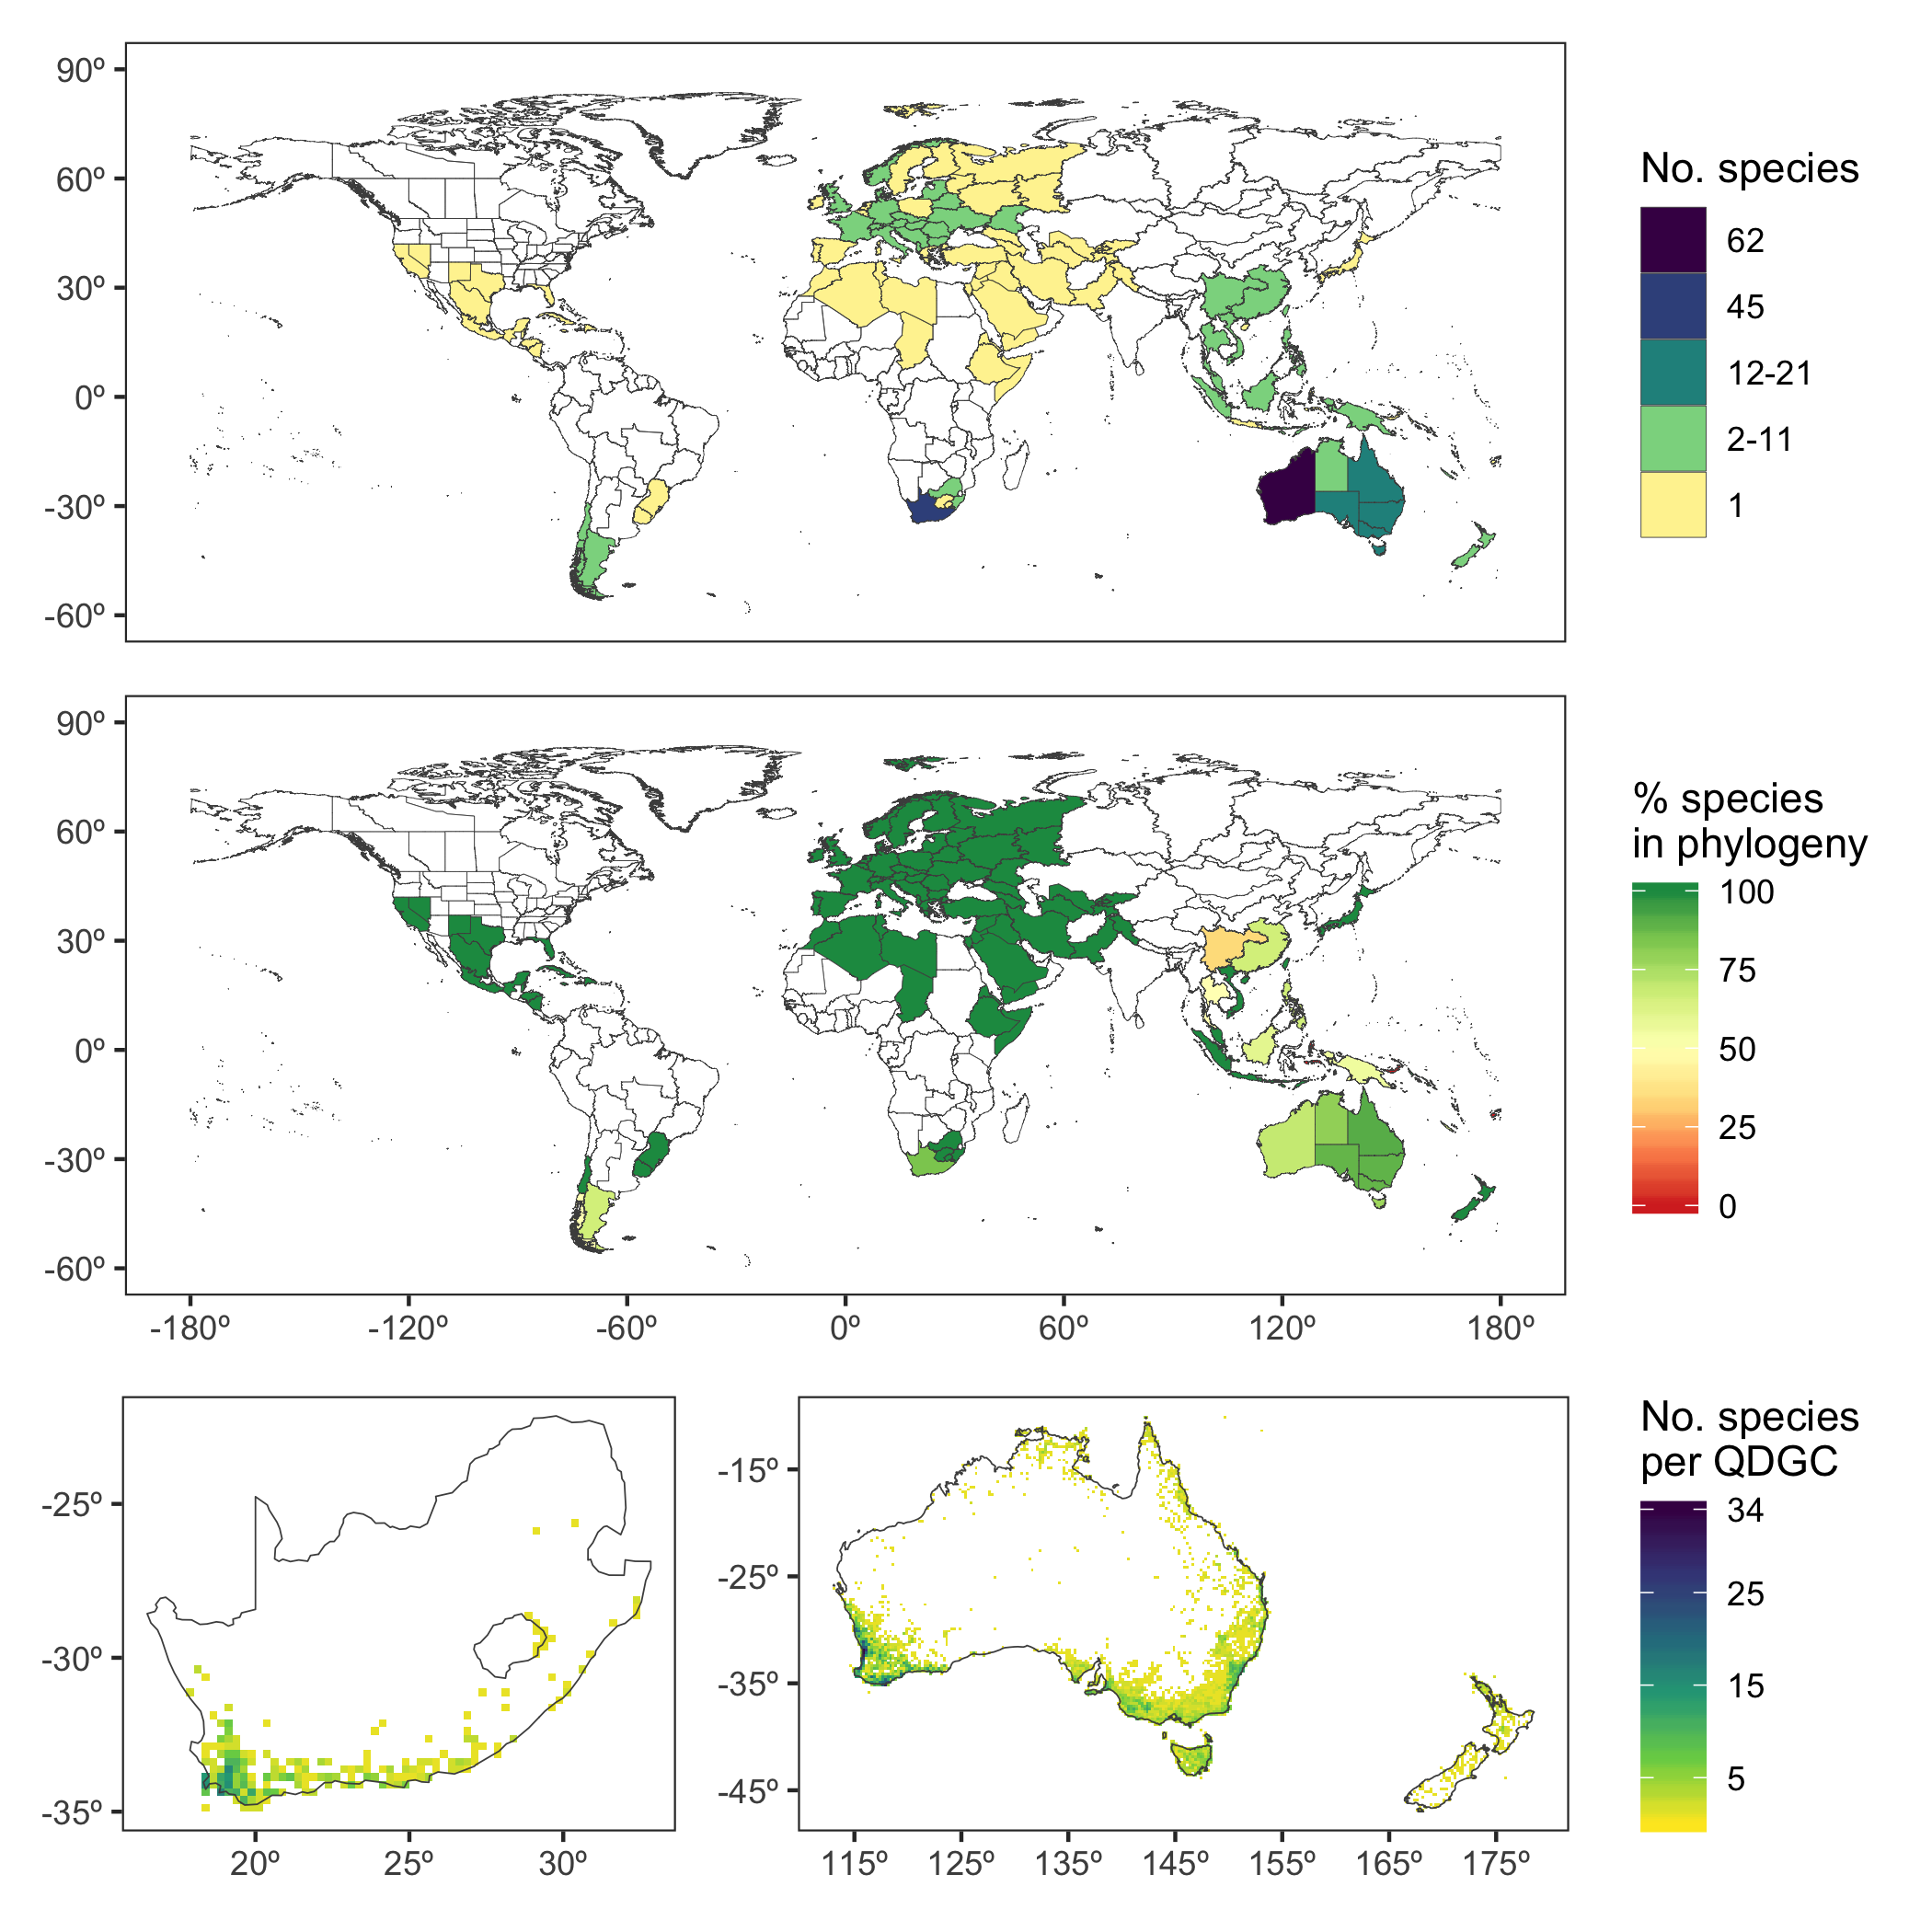 90º
60º
30º
0º
-30º
-60º
No. species
62
45
12-21
2-11
1
90º
60º
30º
0º
-30º
-60º
-180º -120º -60º 0º 60º 120º 180º
% species
in phylogeny
100
75
50
25
0
-25º
-30º
-35º
20º 25º 30º
-15º
-25º
-35º
-45º
115º 125º 135º 145º 155º 165º 175º
No. species
per QDGC
34
25
15
5